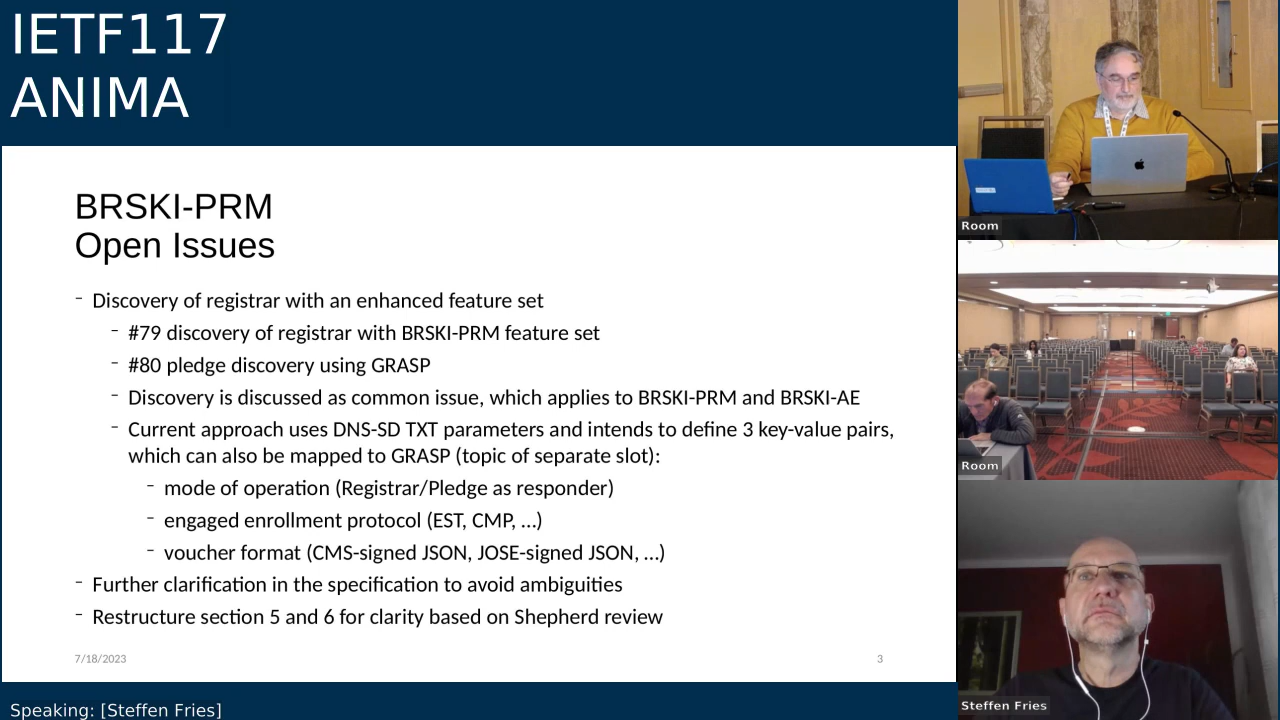 IETF117
ANIMA
BRSKI-PRM
Open Issues
- Discovery of registrar with an enhanced feature set
- #79 discovery of registrar with BRSKI-PRM feature set
- #80 pledge discovery using GRASP
- Discovery is discussed as common issue, which applies to BRSKI-PRM and BRSKI-AE
- Current approach uses DNS-SD TXT parameters and intends to define 3 key-value pairs,
which can also be mapped to GRASP (topic of separate slot):
- mode of operation (Registrar/Pledge as responder)
- engaged enrollment protocol (EST, CMP, ...)
- voucher format (CMS-signed JSON, JOSE-signed JSON, ...)
- Further clarification in the specification to avoid ambiguities
- Restructure section 5 and 6 for clarity based on Shepherd review
7/18/2023
3
Speaking: [Steffen Fries]
Room
Room
Steffen Fries